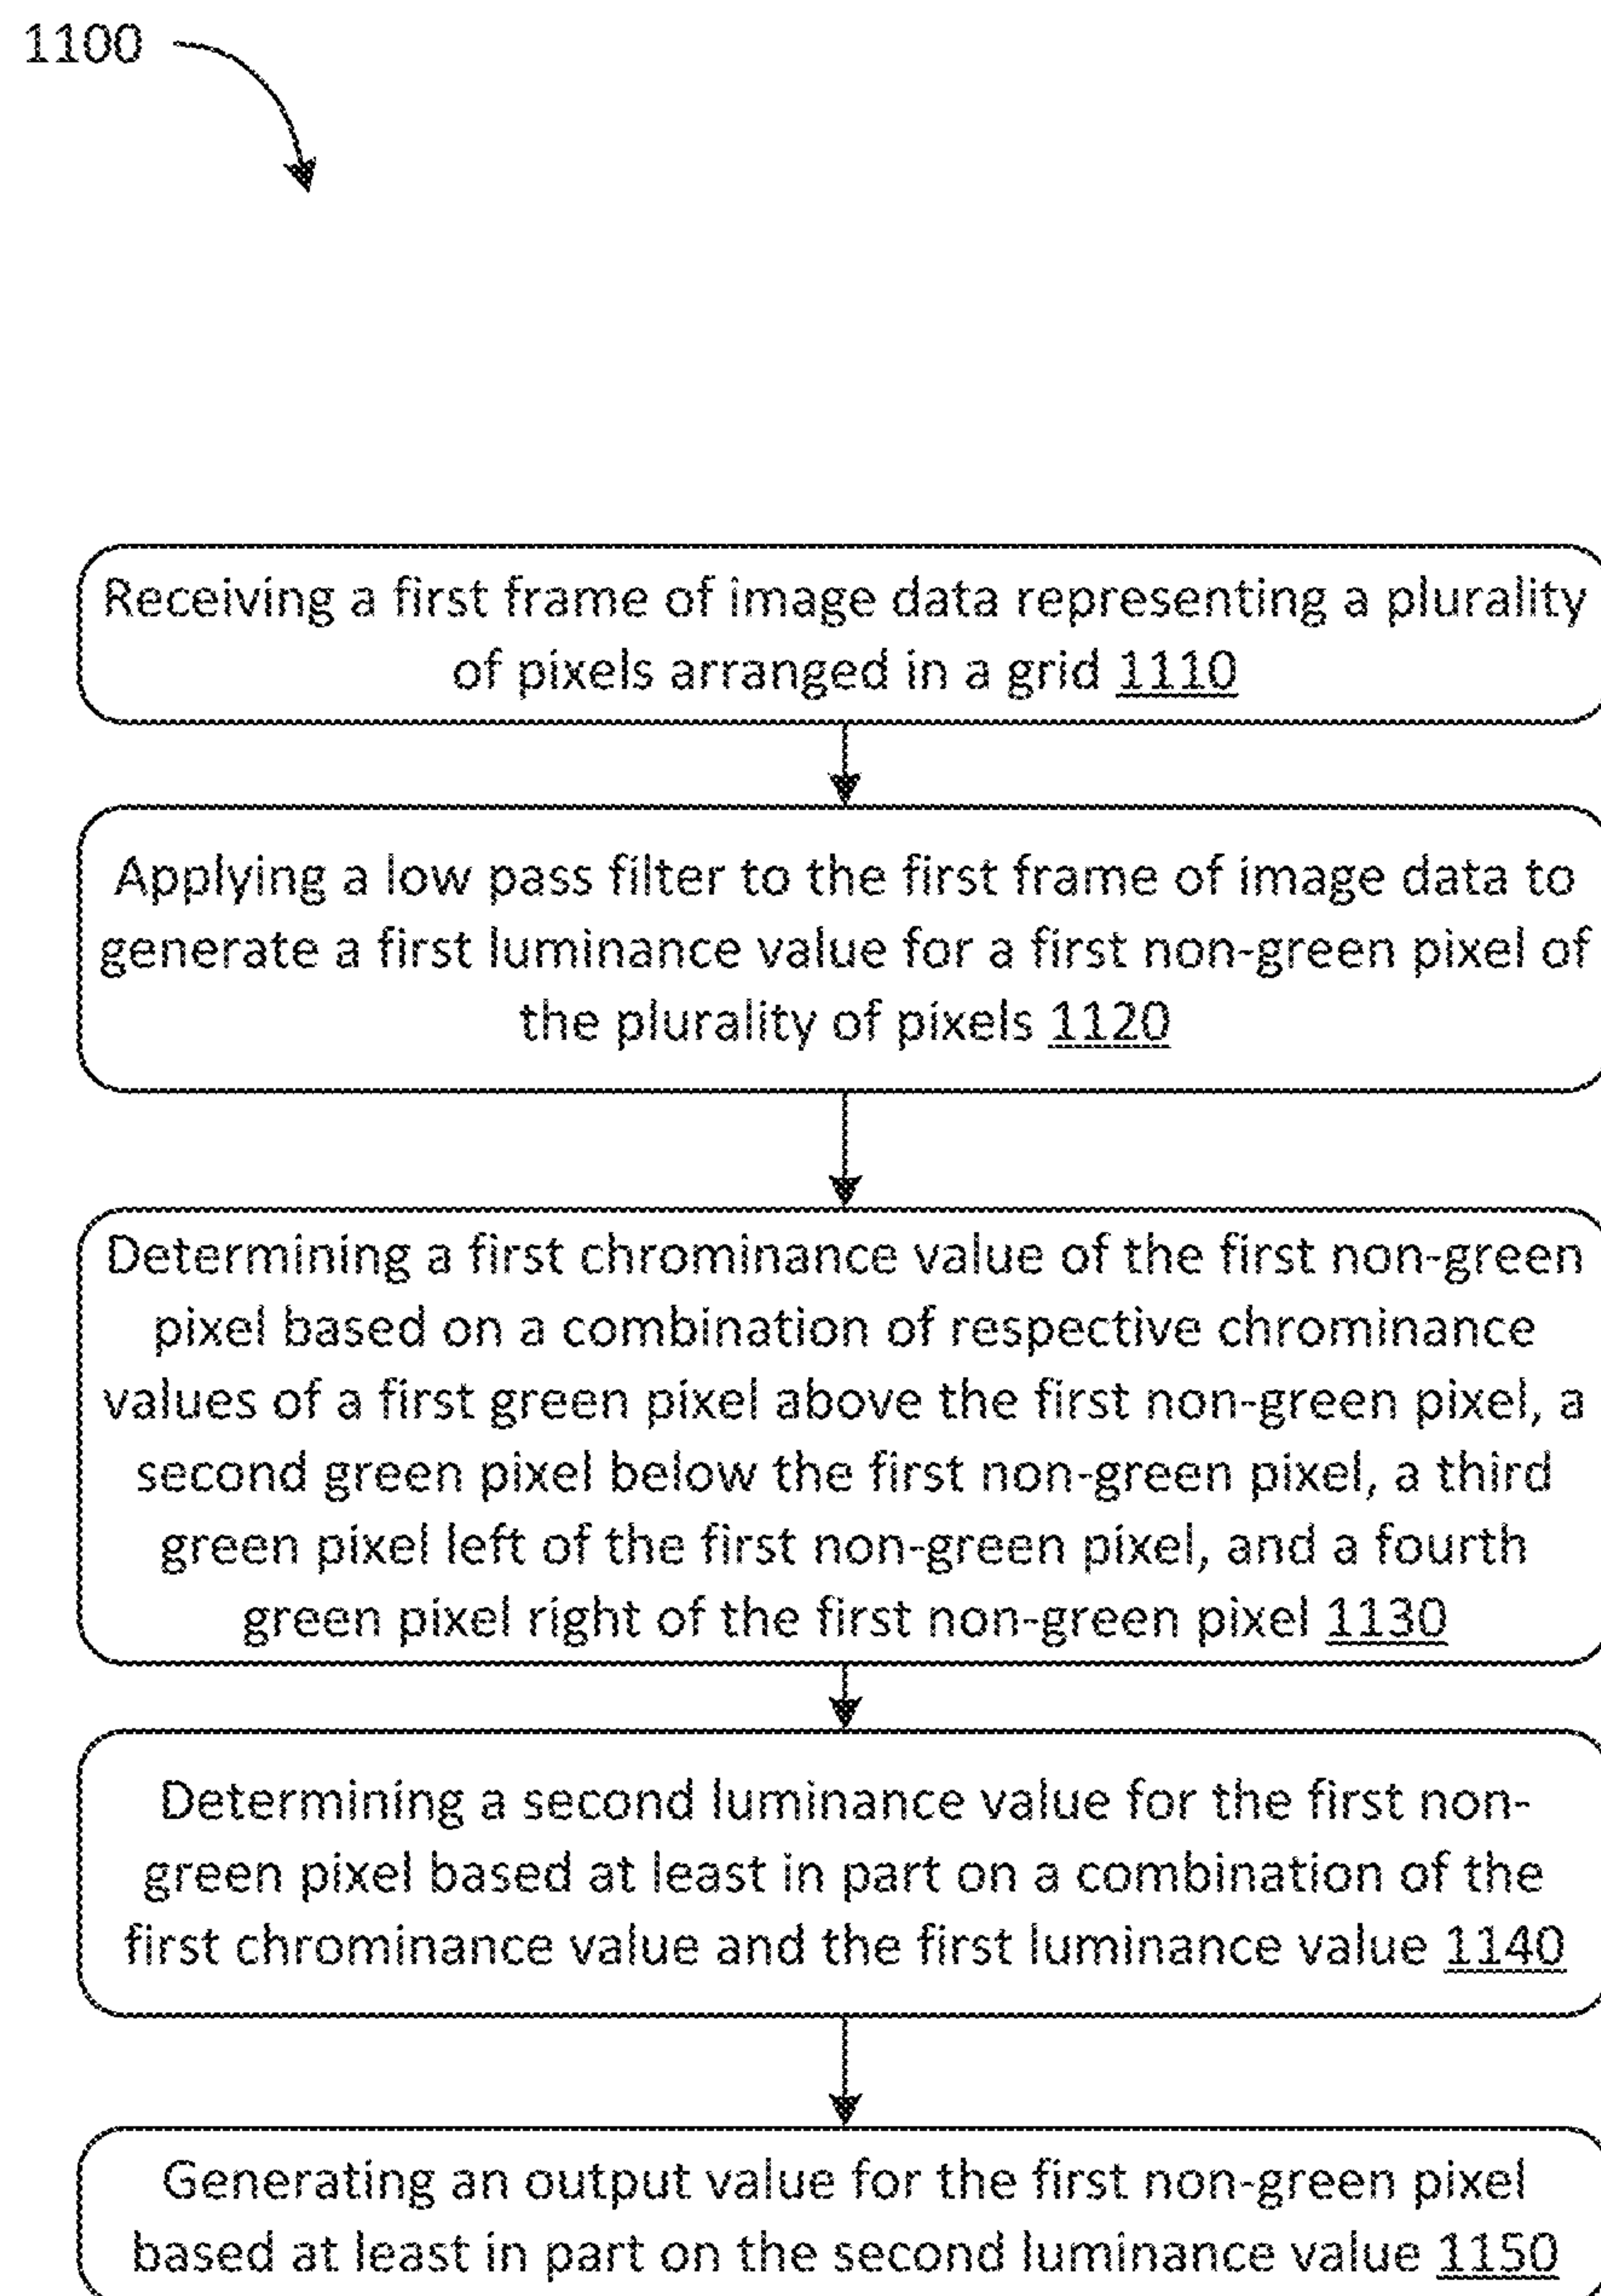 1100
Receiving a first frame of image data representing a plurality
of pixels arranged in a grid 1110
Applying a low pass filter to the first frame of image data to
generate a first luminance value for a first non-green pixel of
the plurality of pixels 1120
Determining a first chrominance value of the first non-green
pixel based on a combination of respective chrominance
values of a first green pixel above the first non-green pixel, a
second green pixel below the first non-green pixel, a third
green pixel left of the first non-green pixel, and a fourth
green pixel right of the first non-green pixel 1130
Determining a second luminance value for the first non-
green pixel based at least in part on a combination of the
first chrominance value and the first luminance value 1140
Generating an output value for the first non-green pixel
based at least in part on the second luminance value 1150